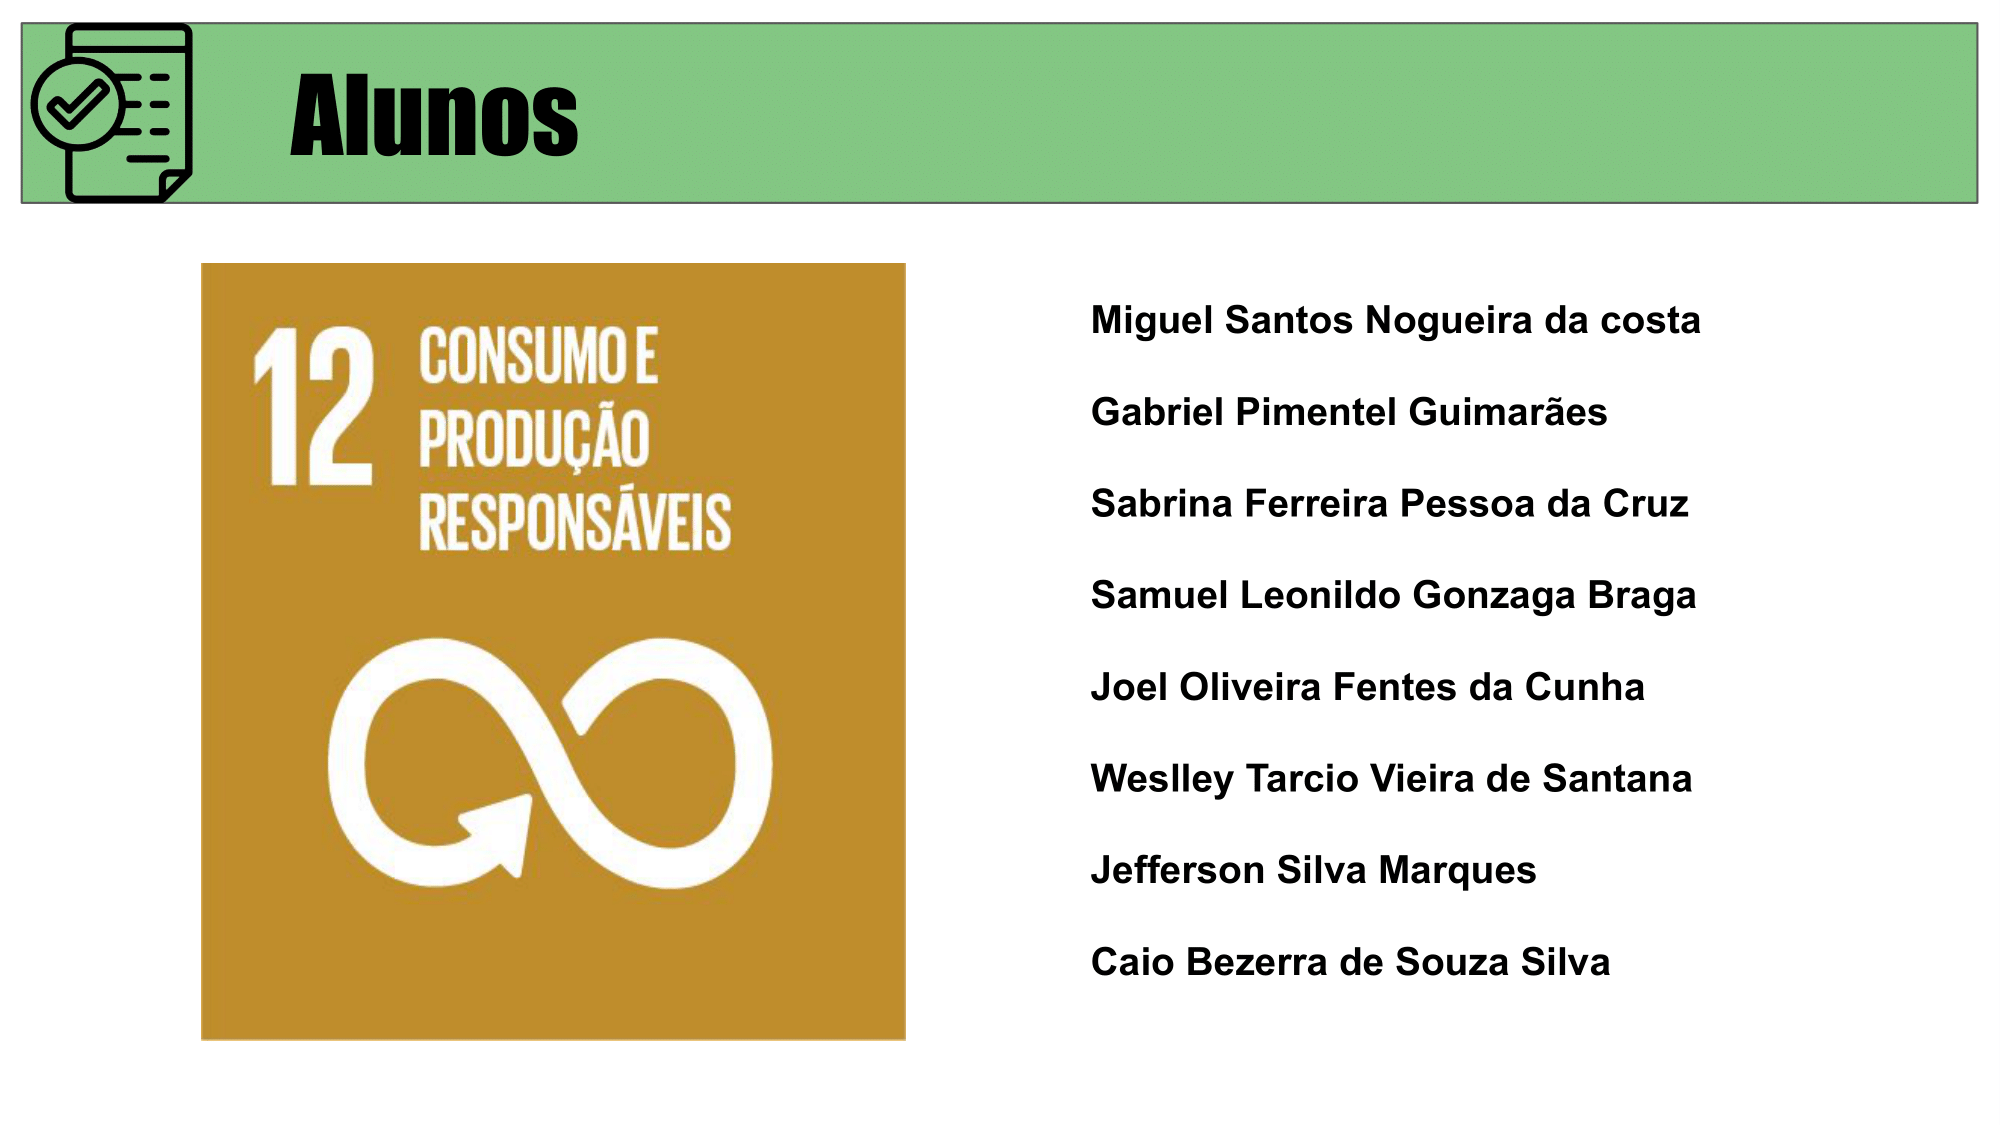 Alunos
12
CONSUMO E
PRODUÇÃO
RESPONSÁVEIS
Miguel Santos Nogueira da costa
Gabriel Pimentel Guimarães
Sabrina Ferreira Pessoa da Cruz
Samuel Leonildo Gonzaga Braga
Joel Oliveira Fentes da Cunha
Weslley Tarcio Vieira de Santana
Jefferson Silva Marques
Caio Bezerra de Souza Silva